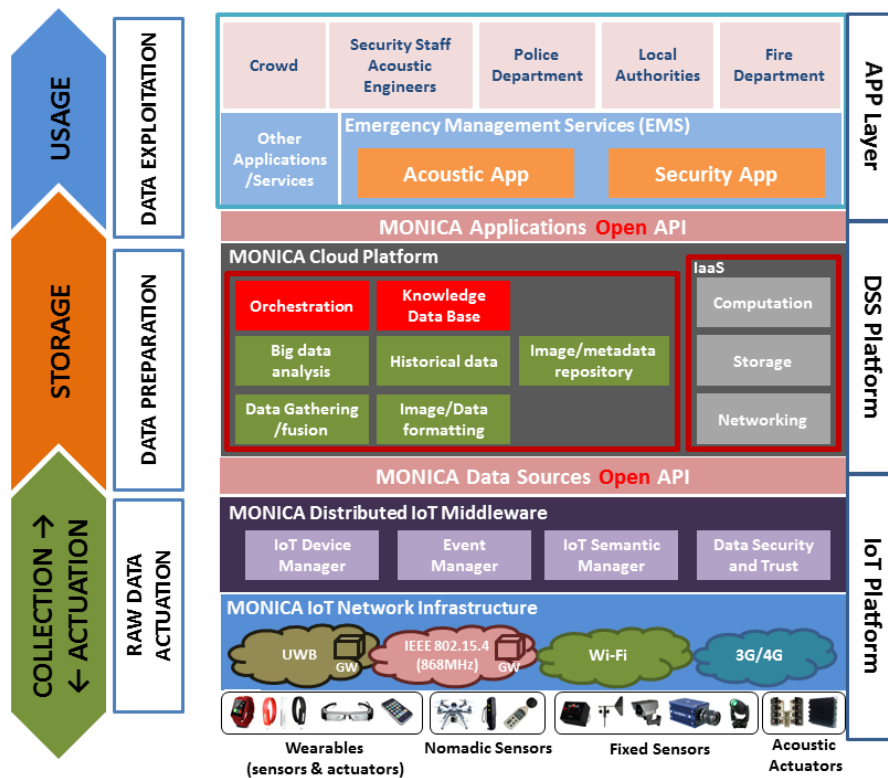 USAGE
STORAGE
COLLECTION →
← ACTUATION
DATA EXPLOITATION
DATA PREPARATION
RAW DATA
ACTUATION
Crowd
Security Staff
Acoustic
Engineers
Police
Department
Local
Authorities
Fire
Department
Other
Applications
/Services
Emergency Management Services (EMS)
Acoustic App
Security App
MONICA Applications Open API
MONICA Cloud Platform
Orchestration
Knowledge
Data Base
Big data
analysis
Historical data
Image/metadata
repository
Data Gathering
/fusion
Image/Data
formatting
IaaS
Computation
Storage
Networking
MONICA Data Sources Open API
MONICA Distributed IoT Middleware
IoT Device
Manager
Event
Manager
IoT Semantic
Manager
Data Security
and Trust
MONICA IoT Network Infrastructure
UWB
GW
IEEE 802.15.4
(868MHz)
GW
Wi-Fi
3G/4G
Wearables
(sensors & actuators)
Nomadic Sensors
Fixed Sensors
Acoustic
Actuators
APP Layer
DSS Platform
IoT Platform